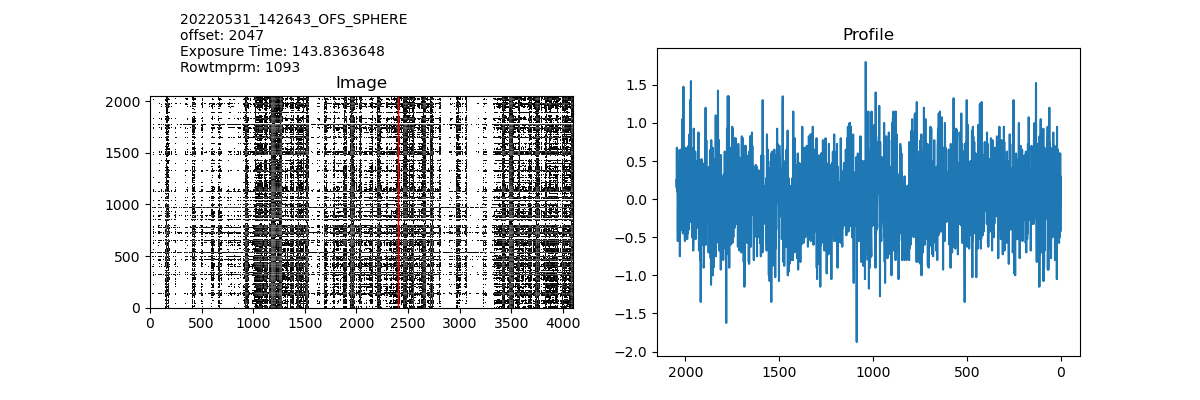 20220531_142643_OFS_SPHERE
offset: 2047
Exposure Time: 143.8363648
Rowtmprm: 1093
Image
2000
1500
1000
500
0
0 500 1000 1500 2000 2500 3000 3500 4000
Profile
1.5
1.0
0.5
0.0
−0.5
−1.0
−1.5
−2.0
2000 1500 1000 500 0